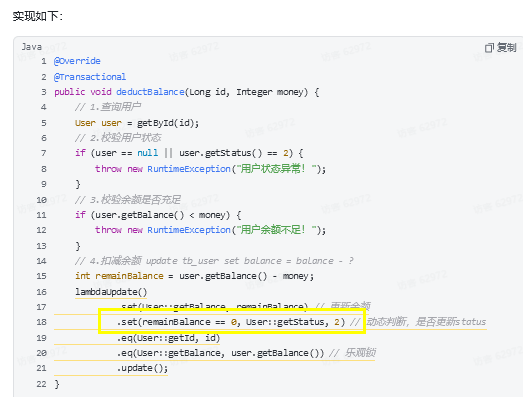 实现如下:
Java
复制
1 @Override
2 @Transactional
3 public void deductBalance(Long id, Integer money) {
4 // 1.查询用户
5 User user = getById(id);
6 // 2.校验用户状态
7 if (user == null || user.getStatus() == 2) {
8 throw new RuntimeException("用户状态异常! ");
9 }
10 // 3.校验余额是否充足
11 if (user.getBalance() < money) {
12 throw new RuntimeException("用户余额不足! ");
13 }
14 // 4.扣减余额 update tb_user set balance = balance - ?
15 int remainBalance = user.getBalance() - money;
16 lambdaUpdate()
17 .set(User::getBalance, remainBalance) // 更新余额
18 .set(remainBalance == 0, User::getStatus, 2) // 动态判断, 是否更新status
19 .eq(User::getId, id)
20 .eq(User::getBalance, user.getBalance()) // 乐观锁
21 .update();
22 }